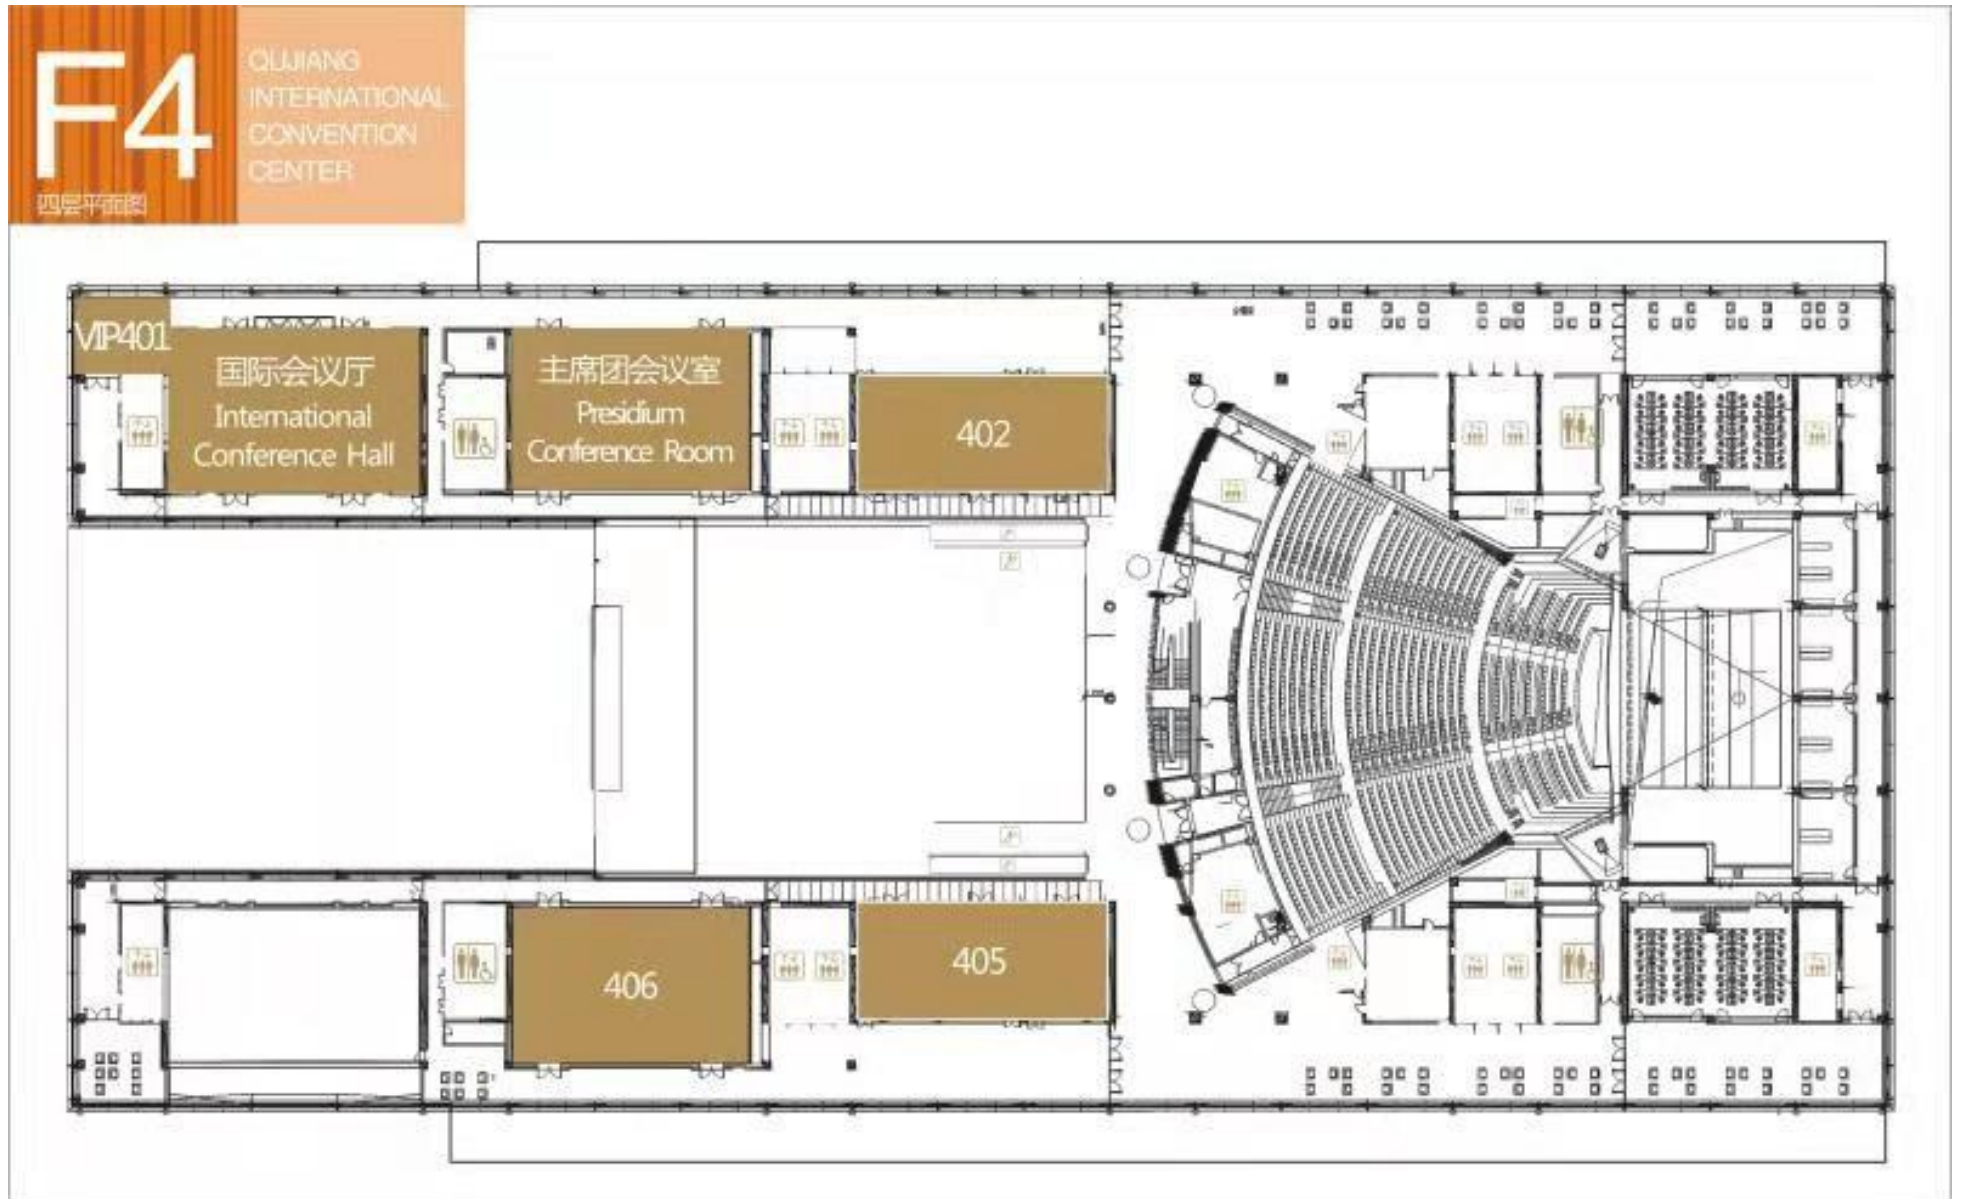 F4
四层平面图
QUJIANG
INTERNATIONAL
CONVENTION
CENTER
VIP401
国际会议厅
International
Conference Hall
主席团会议室
Presidium
Conference Room
402
406
405